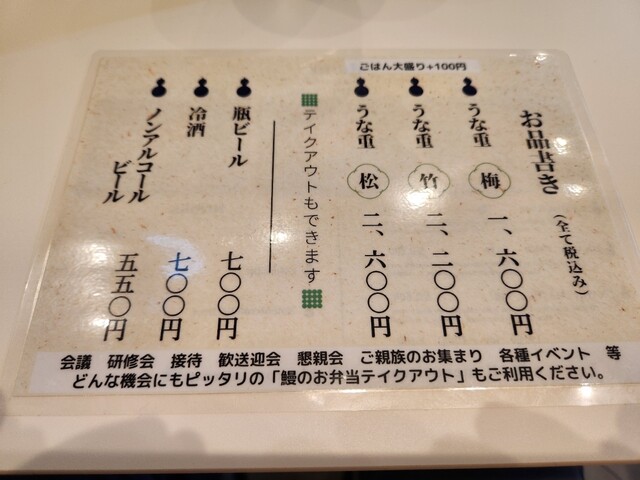 ごはん大盛り+100円
お品書き
(全て税込み)
うな重 梅 一、六〇〇円
うな重 竹 二、二〇〇円
うな重 松 二、六〇〇円
テイクアウトもできます
瓶ビール 七〇〇円
冷酒 七〇〇円
ノンアルコール
ビール 五五〇円
会議 研修会 接待 歓送迎会 懇親会 ご親族のお集まり 各種イベント 等
どんな機会にもピッタリの「鰻のお弁当テイクアウト」もご利用ください。